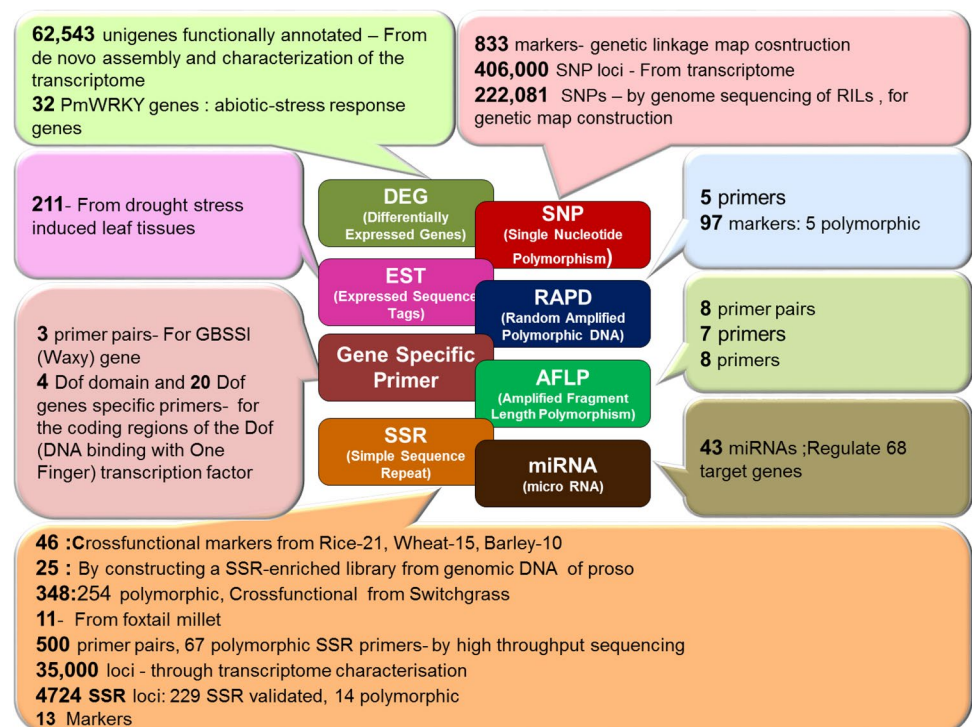 62,543 unigenes functionally annotated – From
de novo assembly and characterization of the
transcriptome
32 PmWRKY genes : abiotic-stress response
genes
833 markers- genetic linkage map cosntruction
406,000 SNP loci - From transcriptome
222,081 SNPs – by genome sequencing of RILs , for
genetic map construction
211- From drought stress
induced leaf tissues
DEG
(Differentially
Expressed Genes)
SNP
(Single Nucleotide
Polymorphism)
5 primers
97 markers: 5 polymorphic
EST
(Expressed Sequence
Tags)
RAPD
(Random Amplified
Polymorphic DNA)
3 primer pairs- For GBSSI
(Waxy) gene
4 Dof domain and 20 Dof
genes specific primers- for
the coding regions of the Dof
(DNA binding with One
Finger) transcription factor
Gene Specific
Primer
AFLP
(Amplified Fragment
Length Polymorphism)
8 primer pairs
7 primers
8 primers
SSR
(Simple Sequence
Repeat)
miRNA
(micro RNA)
43 miRNAs ;Regulate 68
target genes
46 :Crossfunctional markers from Rice-21, Wheat-15, Barley-10
25 : By constructing a SSR-enriched library from genomic DNA of proso
348:254 polymorphic, Crossfunctional from Switchgrass
11- From foxtail millet
500 primer pairs, 67 polymorphic SSR primers- by high throughput sequencing
35,000 loci - through transcriptome characterisation
4724 SSR loci: 229 SSR validated, 14 polymorphic
13 Markers